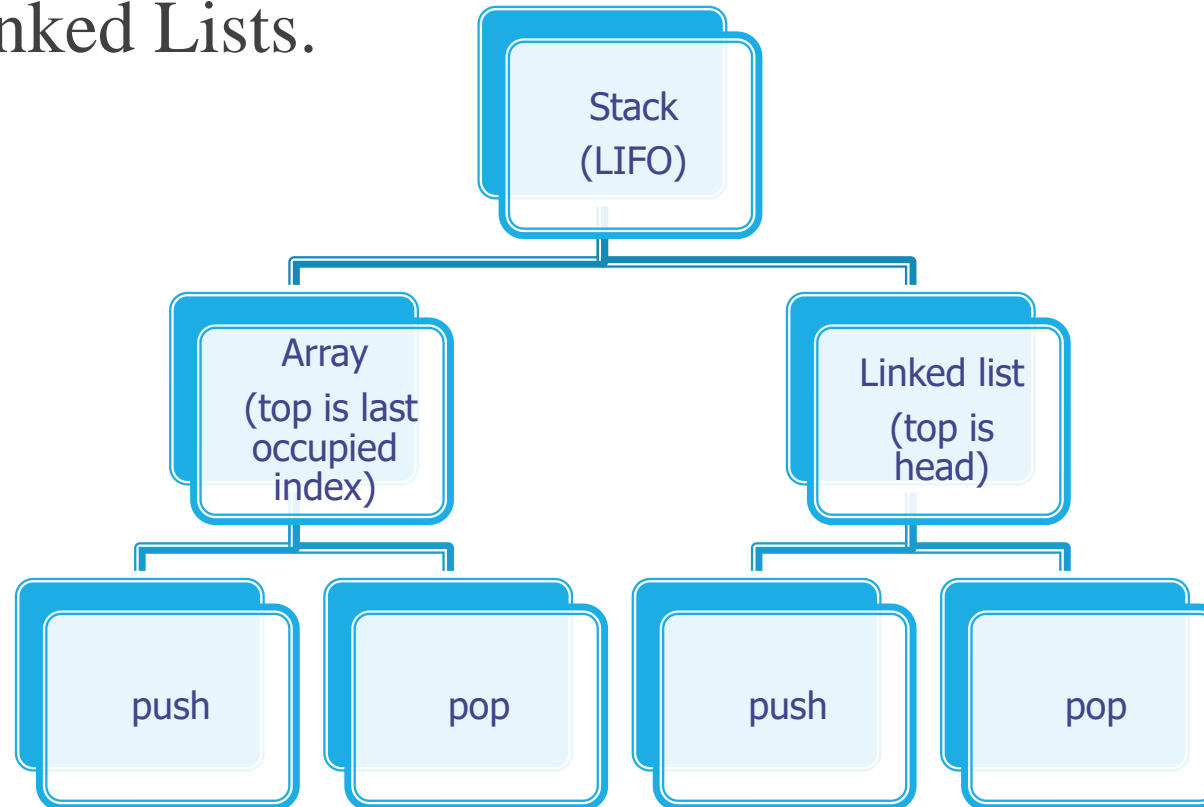 nked Lists.
Stack
(LIFO)
Array
(top is last
occupied
index)
Linked list
(top is
head)
push
pop
push
pop